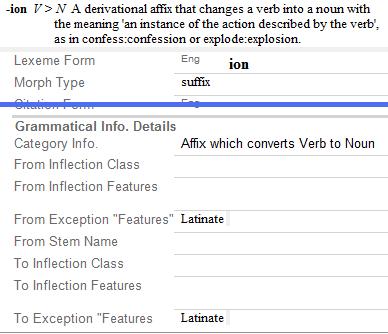 -ion V > N A derivational affix that changes a verb into a noun with
the meaning 'an instance of the action described by the verb',
as in confess:confession or explode:explosion.
Lexeme Form Eng ion
Morph Type suffix
Grammatical Info. Details
Category Info. Affix which converts Verb to Noun
From Inflection Class
From Inflection Features
From Exception "Features" Latinate
From Stem Name
To Inflection Class
To Inflection Features
To Exception "Features Latinate